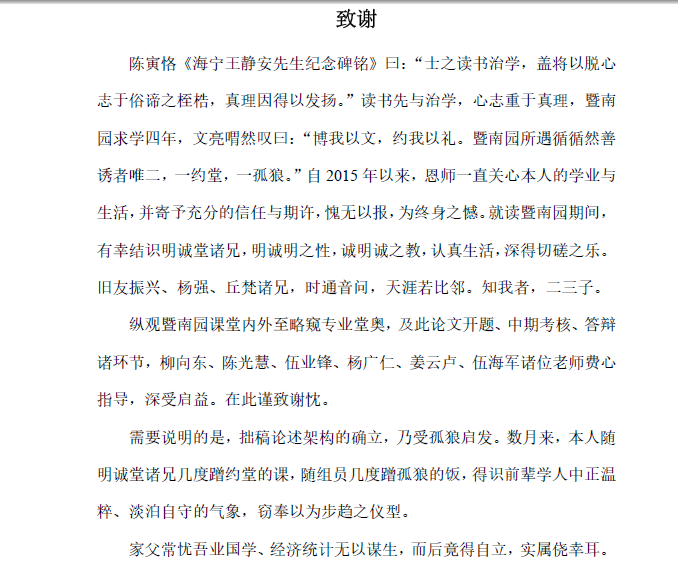 致谢
陈寅恪《海宁王静安先生纪念碑铭》曰：“士之读书治学，盖将以脱心
志于俗谛之桎梏，真理因得以发扬。”读书先与治学，心志重于真理，暨南
园求学四年，文亮喟然叹曰：“博我以文，约我以礼。暨南园所遇循循然善
诱者唯二，一约堂，一孤狼。”自 2015 年以来，恩师一直关心本人的学业与
生活，并寄予充分的信任与期许，愧无以报，为终身之憾。就读暨南园期间，
有幸结识明诚堂诸兄，明诚明之性，诚明诚之教，认真生活，深得切磋之乐。
旧友振兴、杨强、丘梵诸兄，时通音问，天涯若比邻。知我者，二三子。
纵观暨南园课堂内外至略窥专业堂奥，及此论文开题、中期考核、答辩
诸环节，柳向东、陈光慧、伍业锋、杨广仁、姜云卢、伍海军诸位老师费心
指导，深受启益。在此谨致谢忱。
需要说明的是，拙稿论述架构的确立，乃受孤狼启发。数月来，本人随
明诚堂诸兄几度蹭约堂的课，随组员几度蹭孤狼的饭，得识前辈学人中正温
粹、淡泊自守的气象，窃奉以为步趋之仪型。
家父常忧吾业国学、经济统计无以谋生，而后竟得自立，实属侥幸耳。